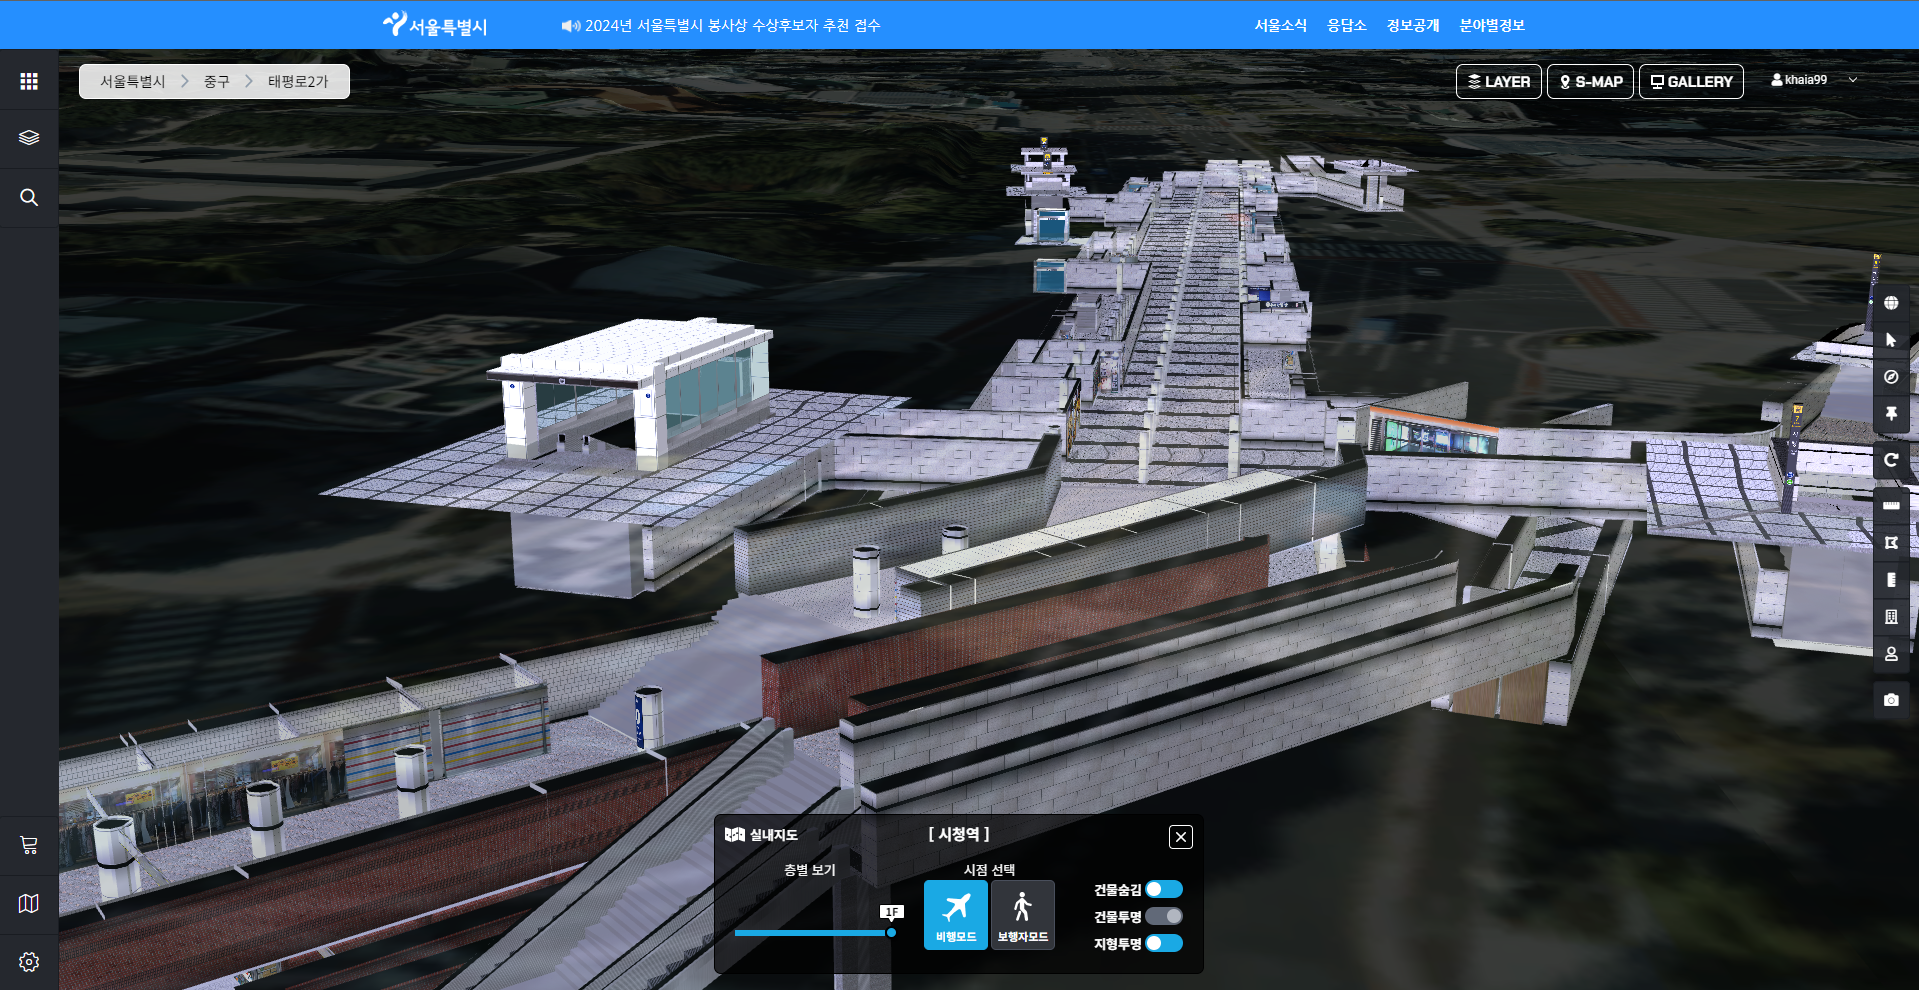 서울특별시
2024년 서울특별시 봉사상 수상후보자 추천 접수
서울소식 응답소 정보공개 분야별정보
서울특별시 중구 태평로2가
LAYER S-MAP GALLERY khaia99
실내지도 [ 시청역 ]
층별 보기 시점 선택
1F
비행모드 보행자모드
건물숨김
건물투명
지형투명